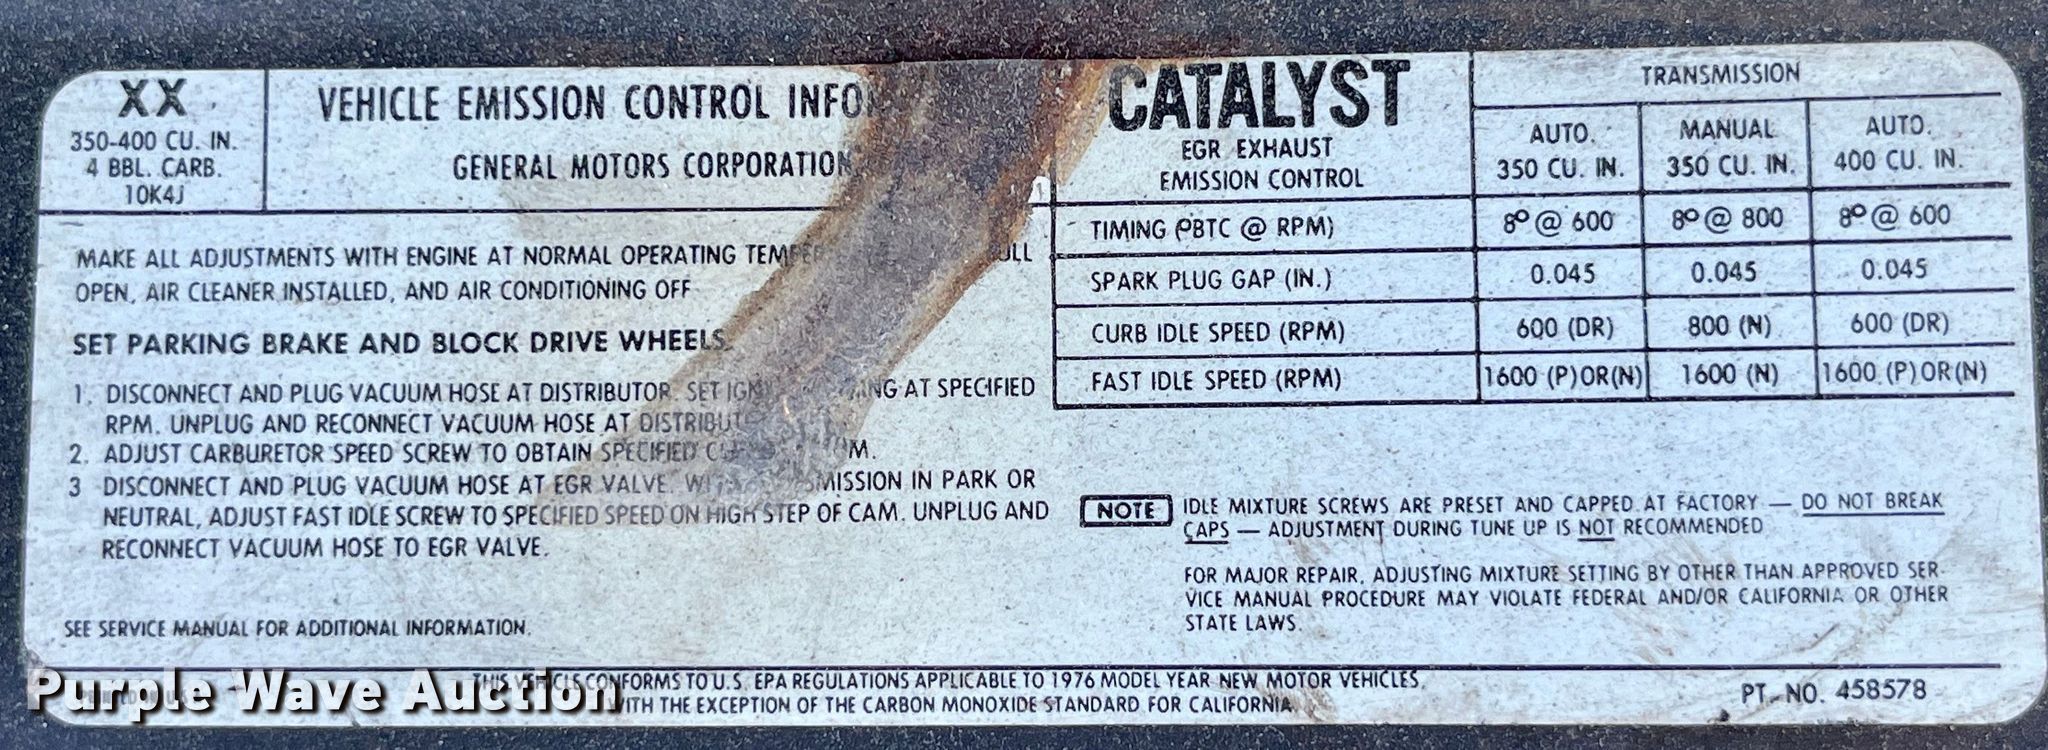 XX
350-400 CU. IN.
4 BBL. CARB.
10K4J
VEHICLE EMISSION CONTROL INFO
GENERAL MOTORS CORPORATION
MAKE ALL ADJUSTMENTS WITH ENGINE AT NORMAL OPERATING
OPEN, AIR CLEANER INSTALLED, AND AIR CONDITIONING OFF
SET PARKING BRAKE AND BLOCK DRIVE WHEELS.
1. DISCONNECT AND PLUG VACUUM HOSE AT DISTRIBUTOR. SET AT SPECIFIED
RPM. UNPLUG AND RECONNECT VACUUM HOSE AT
2. ADJUST CARBURETOR SPEED SCREW TO OBTAIN SPECIFIED
3 DISCONNECT AND PLUG VACUUM HOSE AT EGR VALVE. IN PARK OR
NEUTRAL, ADJUST FAST IDLE SCREW TO SPECIFIED SPEED ON HIGH STEP OF CAM. UNPLUG AND
RECONNECT VACUUM HOSE TO EGR VALVE.
SEE SERVICE MANUAL FOR ADDITIONAL INFORMATION.
CATALYST
EGR EXHAUST
EMISSION CONTROL
TRANSMISSION
AUTO.
350 CU. IN.
MANUAL
350 CU. IN.
AUTO.
400 CU. IN.
TIMING (ºBTC @ RPM) 8º @ 600 8º @ 800 8º @ 600
SPARK PLUG GAP (IN.) 0.045 0.045 0.045
CURB IDLE SPEED (RPM) 600 (DR) 800 (N) 600 (DR)
FAST IDLE SPEED (RPM) 1600 (P)OR(N) 1600 (N) 1600 (P)OR(N)
NOTE IDLE MIXTURE SCREWS ARE PRESET AND CAPPED AT FACTORY — DO NOT BREAK
CAPS — ADJUSTMENT DURING TUNE UP IS NOT RECOMMENDED
FOR MAJOR REPAIR, ADJUSTING MIXTURE SETTING BY OTHER THAN APPROVED SER-
VICE MANUAL PROCEDURE MAY VIOLATE FEDERAL AND/OR CALIFORNIA OR OTHER
STATE LAWS.
THIS VEHICLE CONFORMS TO U.S. EPA REGULATIONS APPLICABLE TO 1976 MODEL YEAR NEW MOTOR VEHICLES
WITH THE EXCEPTION OF THE CARBON MONOXIDE STANDARD FOR CALIFORNIA
PT. NO. 458578
Purple Wave Auction